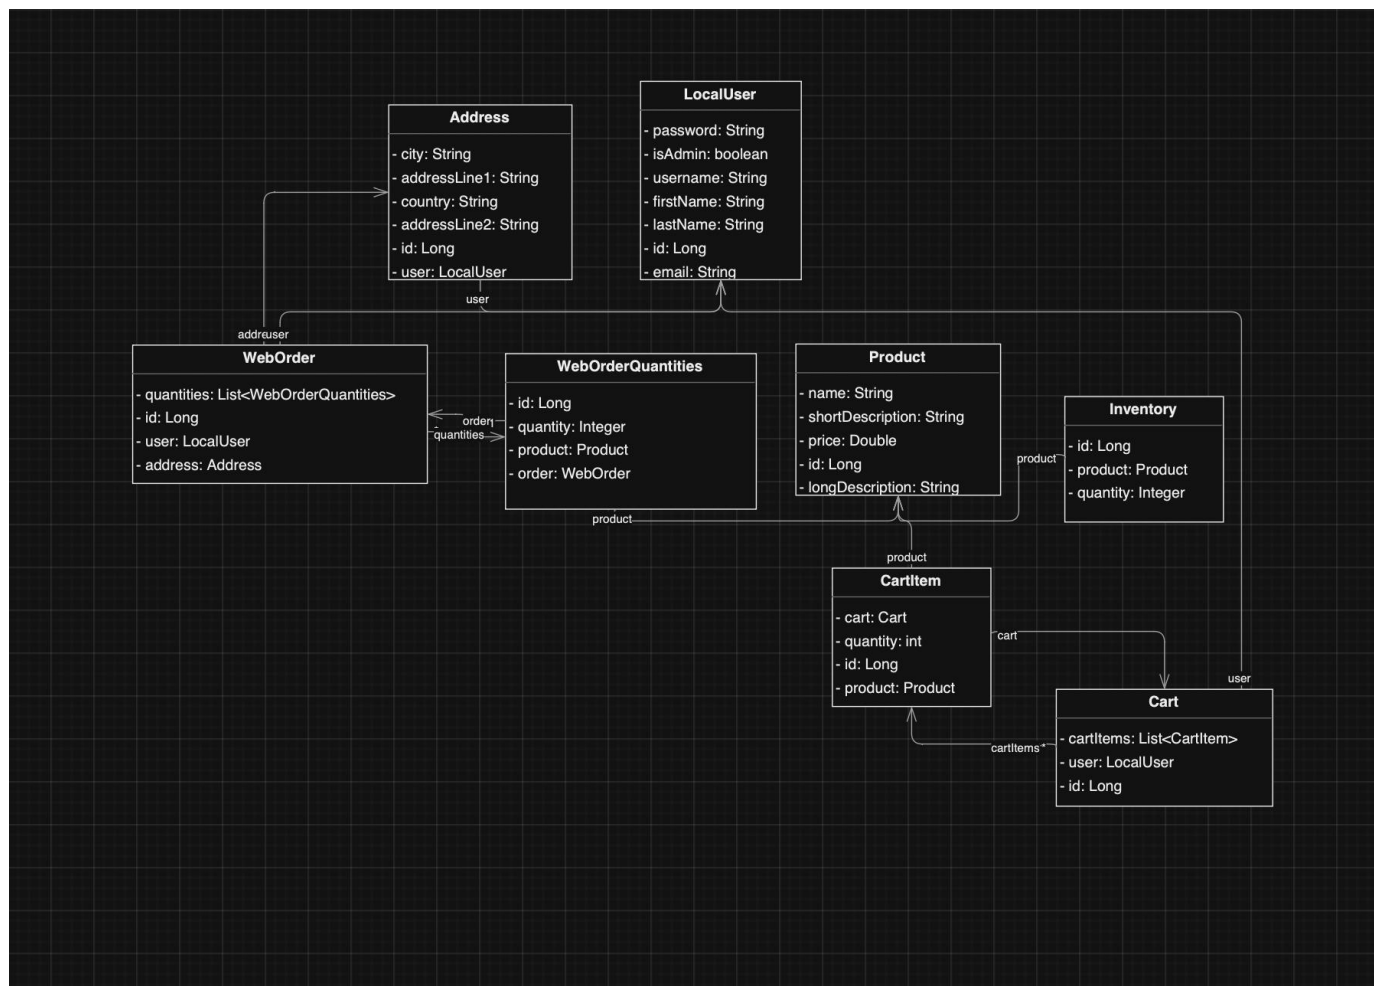 LocalUser
- password: String
- isAdmin: boolean
- username: String
- firstName: String
- lastName: String
- id: Long
- email: String
Address
- city: String
- addressLine1: String
- country: String
- addressLine2: String
- id: Long
- user: LocalUser
user
user
WebOrder
- quantities: List<WebOrderQuantities>
- id: Long
- user: LocalUser
- address: Address
order
quantities
WebOrderQuantities
- id: Long
- quantity: Integer
- product: Product
- order: WebOrder
product
Product
- name: String
- shortDescription: String
- price: Double
- id: Long
- longDescription: String
product
Inventory
- id: Long
- product: Product
- quantity: Integer
product
CartItem
- cart: Cart
- quantity: int
- id: Long
- product: Product
cart
cartItems *
user
Cart
- cartItems: List<CartItem>
- user: LocalUser
- id: Long